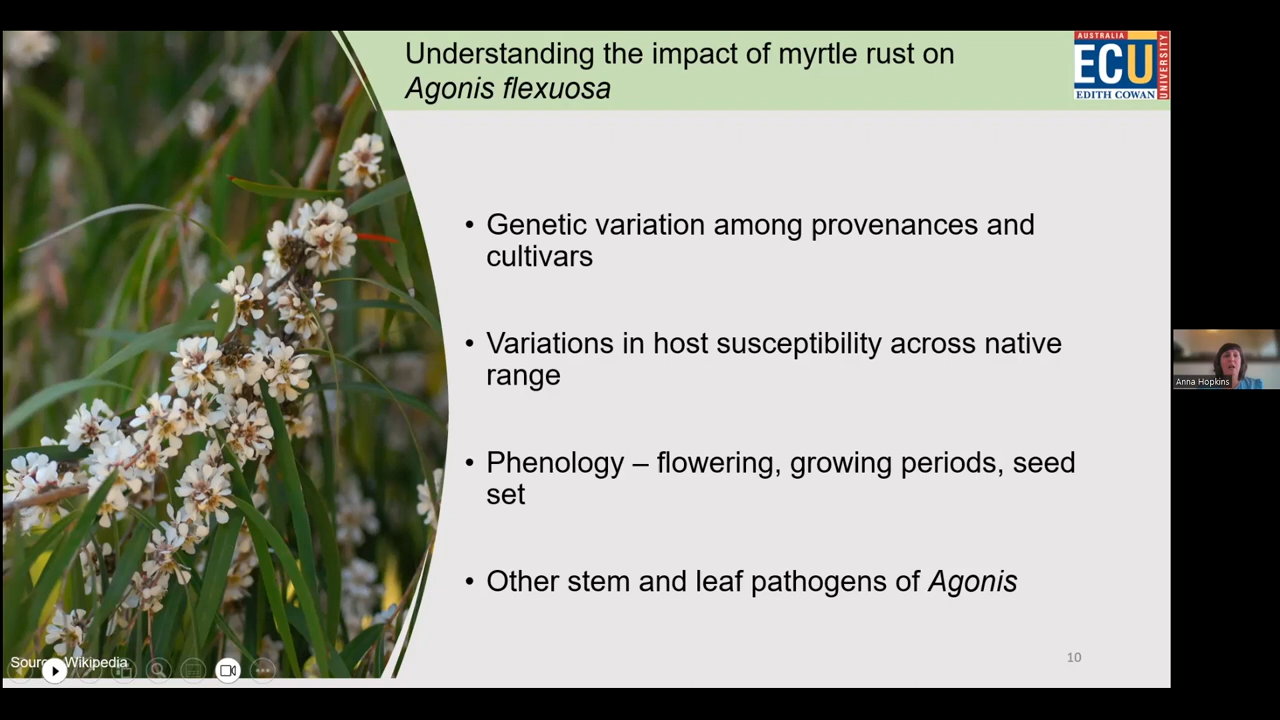 Understanding the impact of myrtle rust on
Agonis flexuosa
AUSTRALIA
ECU
EDITH COWAN
UNIVERSITY
• Genetic variation among provenances and
cultivars
• Variations in host susceptibility across native
range
• Phenology – flowering, growing periods, seed
set
• Other stem and leaf pathogens of Agonis
Anna Hopkins
Wikipedia
10